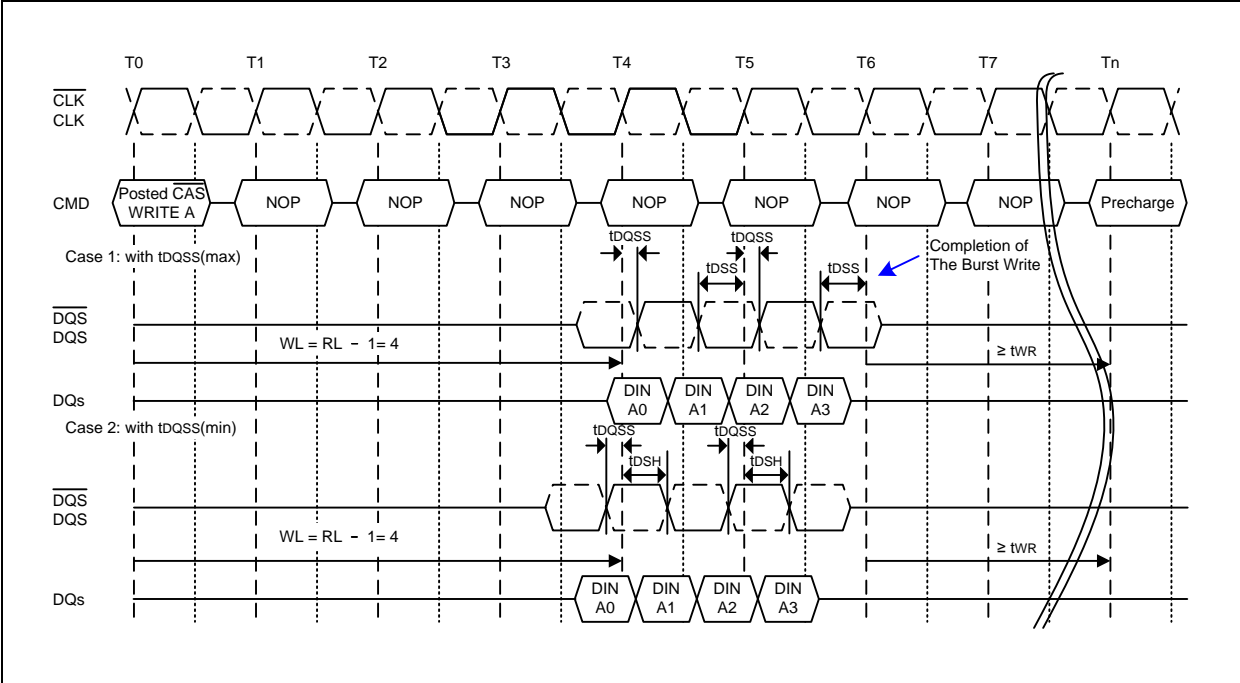 T0 T1 T2 T3 T4 T5 T6 T7 Tn
CLK
CLK
CMD
Posted CAS
WRITE A
NOP NOP NOP NOP NOP NOP NOP Precharge
Case 1: with tDQSS(max)
tDQSS tDQSS
tDSS tDSS
Completion of
The Burst Write
DQS
DQS
WL = RL - 1= 4
≥ tWR
DQs
DIN
A0
DIN
A1
DIN
A2
DIN
A3
Case 2: with tDQSS(min)
tDQSS tDQSS
tDSH tDSH
DQS
DQS
WL = RL - 1= 4
≥ tWR
DQs
DIN
A0
DIN
A1
DIN
A2
DIN
A3